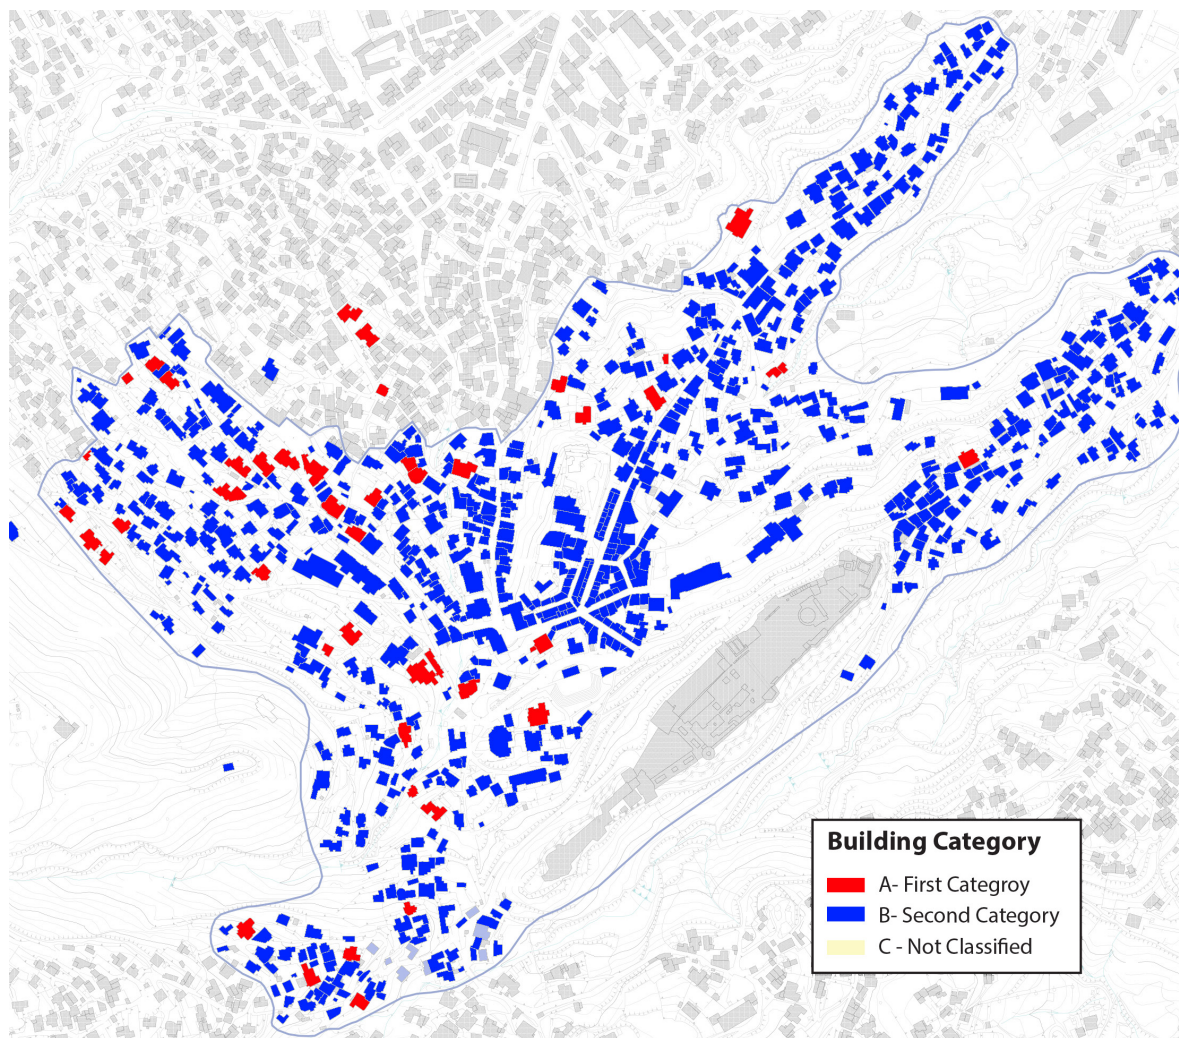 Building Category
A- First Categroy
B- Second Category
C - Not Classified